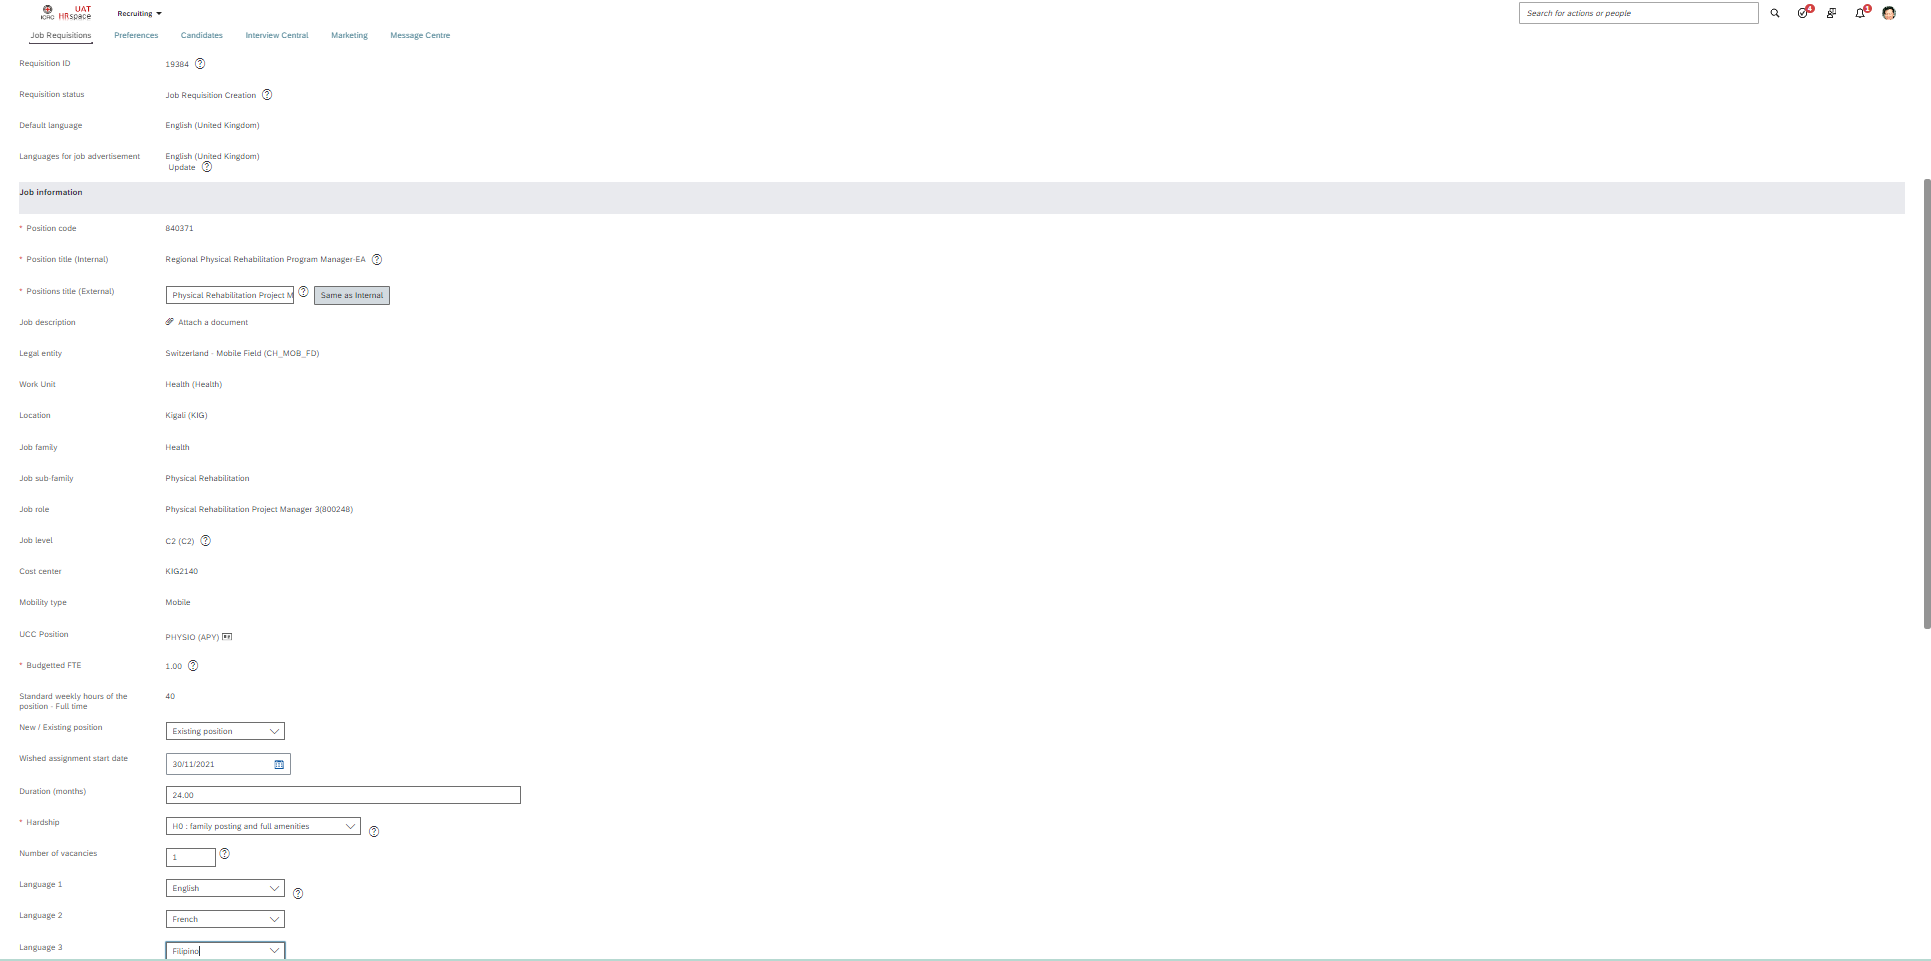 ICRC UAT HRspace Recruiting Search for actions or people 4 1
Job Requisitions Preferences Candidates Interview Central Marketing Message Centre
Requisition ID 19384
Requisition status Job Requisition Creation
Default language English (United Kingdom)
Languages for job advertisement English (United Kingdom)
Update
Job information
* Position code 840371
* Position title (Internal) Regional Physical Rehabilitation Program Manager-EA
* Positions title (External) Physical Rehabilitation Project M Same as Internal
Job description Attach a document
Legal entity Switzerland - Mobile Field (CH_MOB_FD)
Work Unit Health (Health)
Location Kigali (KIG)
Job family Health
Job sub-family Physical Rehabilitation
Job role Physical Rehabilitation Project Manager 3(800248)
Job level C2 (C2)
Cost center KIG2140
Mobility type Mobile
UCC Position PHYSIO (APY)
* Budgetted FTE 1.00
Standard weekly hours of the 40
position - Full time
New / Existing position Existing position
Wished assignment start date 30/11/2021
Duration (months) 24.00
* Hardship H0 : family posting and full amenities
Number of vacancies 1
Language 1 English
Language 2 French
Language 3 Filipino